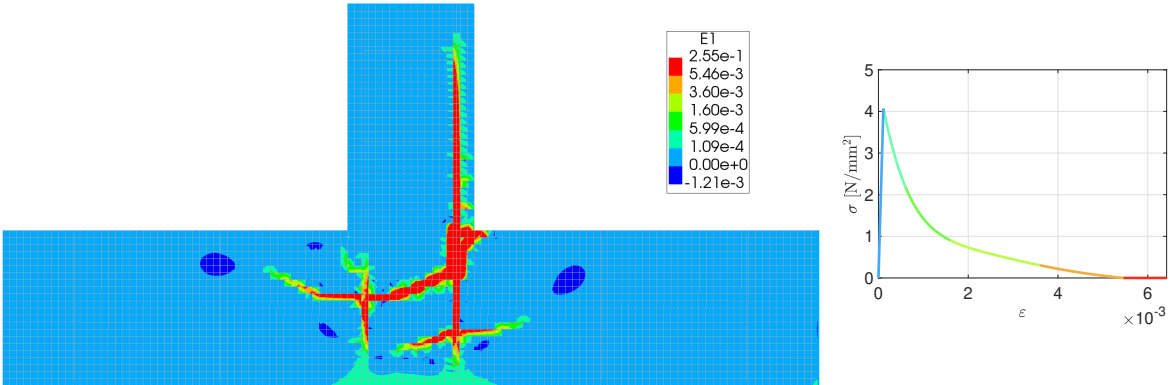 E1
2.55e-1
5.46e-3
3.60e-3
1.60e-3
5.99e-4
1.09e-4
0.00e+0
-1.21e-3
5
4
3
2
1
0
σ [N/mm²]
0 2 4 6
×10⁻³
ε